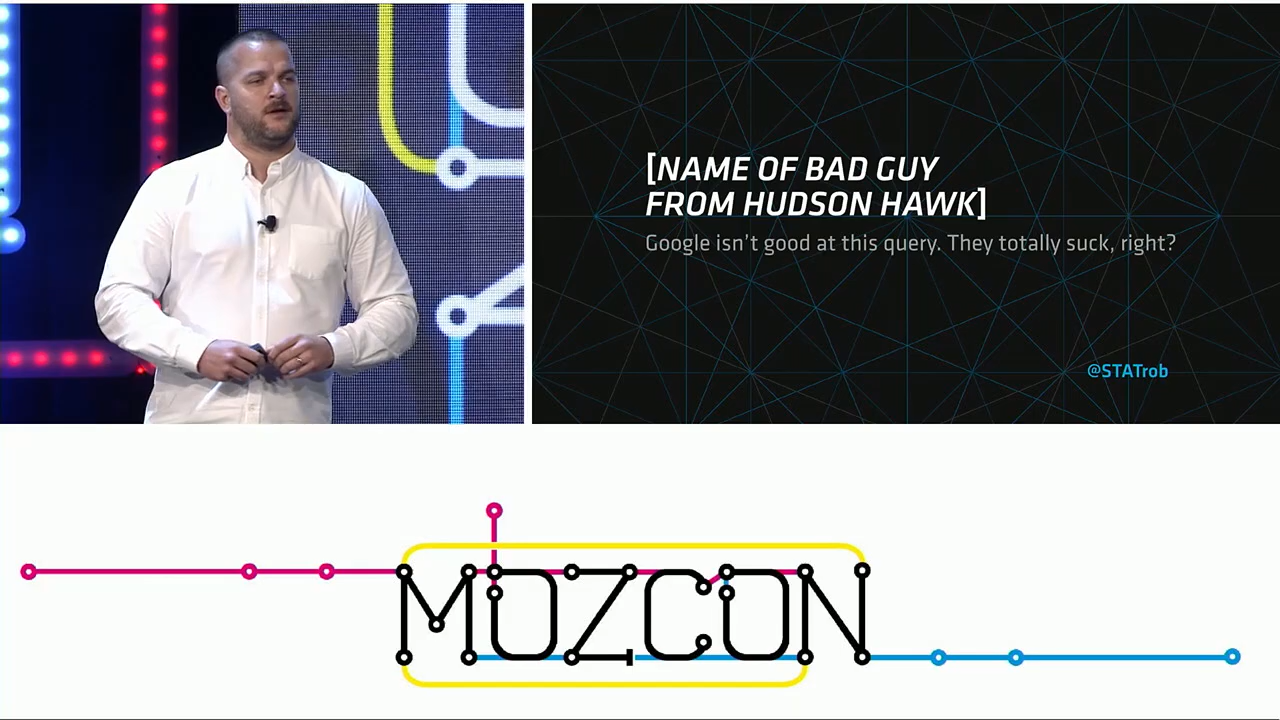 [NAME OF BAD GUY
FROM HUDSON HAWK]
Google isn't good at this query. They totally suck, right?
@STATrob
MOZCON